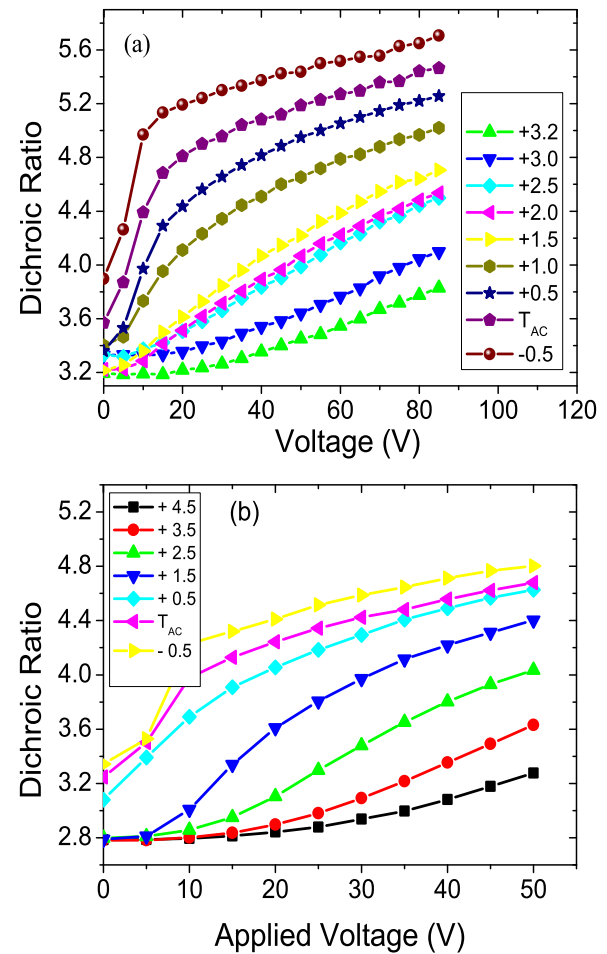 (a)
Dichroic Ratio
5.6
5.2
4.8
4.4
4.0
3.6
3.2
0 20 40 60 80 100 120
Voltage (V)
+3.2
+3.0
+2.5
+2.0
+1.5
+1.0
+0.5
TAC
-0.5
(b)
Dichroic Ratio
5.2
4.8
4.4
4.0
3.6
3.2
2.8
0 10 20 30 40 50
Applied Voltage (V)
+ 4.5
+ 3.5
+ 2.5
+ 1.5
+ 0.5
TAC
- 0.5